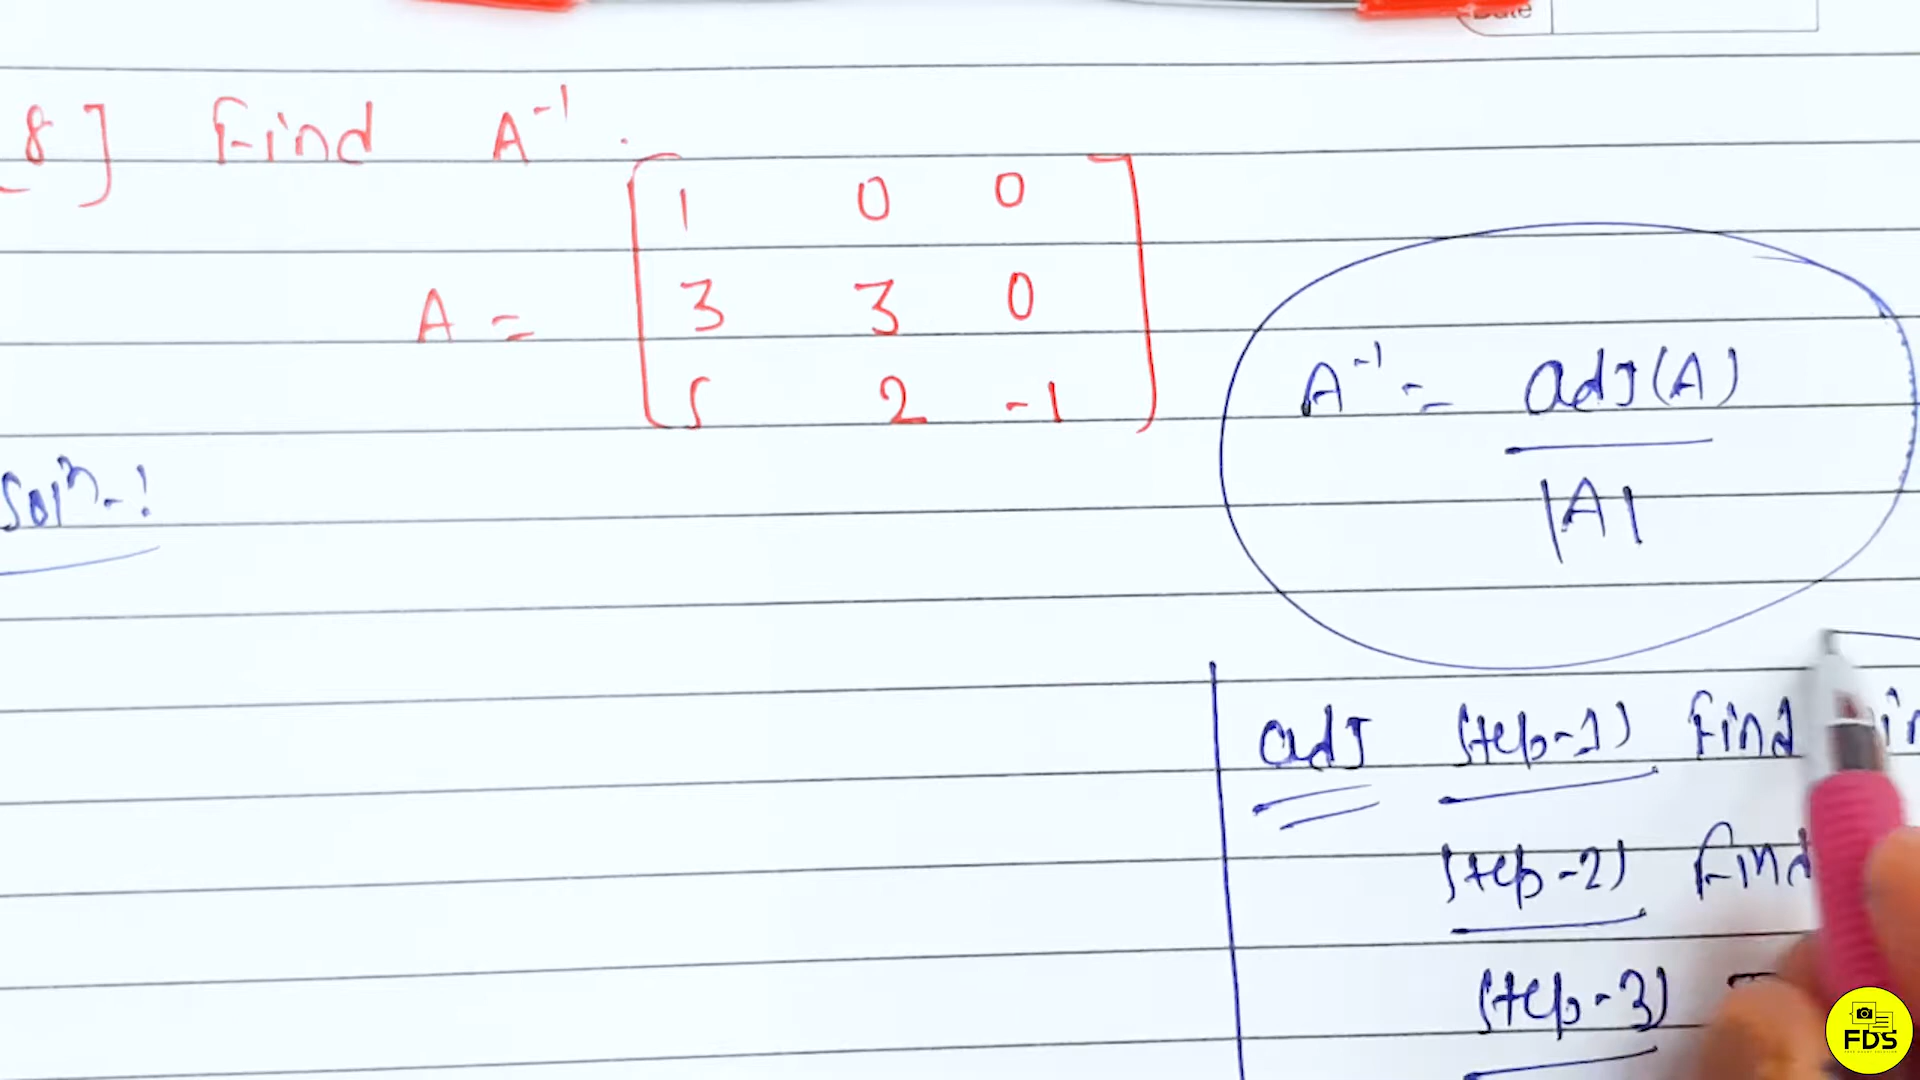 8] Find A⁻¹.
A = [ 1 0 0
3 3 0
5 2 -1 ]
A⁻¹ = adj(A)
|A|
Solⁿ-:
adj Step-1) Find
Step-2) Find
Step-3)
Date
FDS